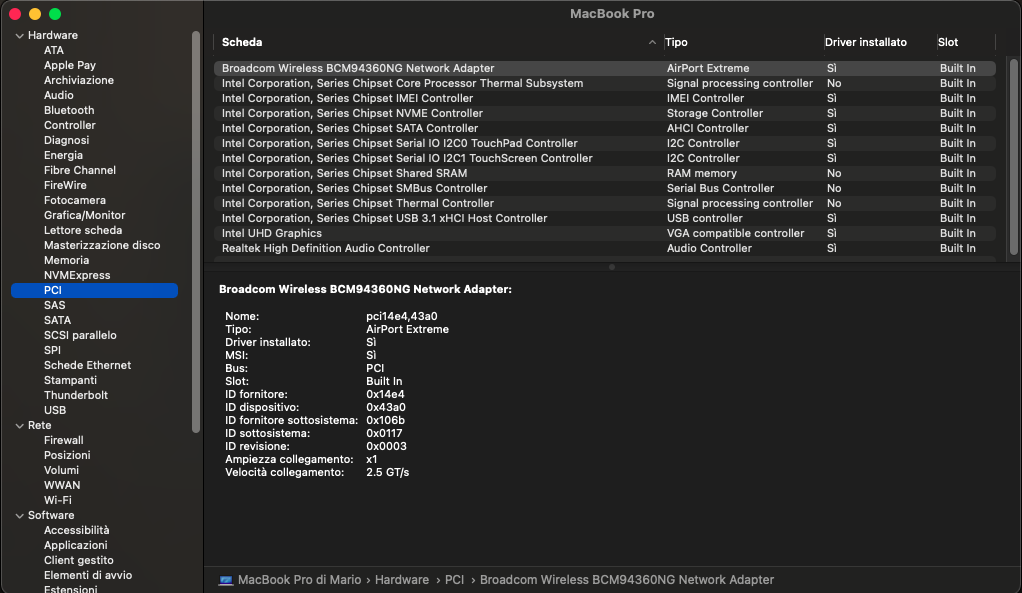 MacBook Pro
Hardware
ATA
Apple Pay
Archiviazione
Audio
Bluetooth
Controller
Diagnosi
Energia
Fibre Channel
FireWire
Fotocamera
Grafica/Monitor
Lettore scheda
Masterizzazione disco
Memoria
NVMExpress
PCI
SAS
SATA
SCSI parallelo
SPI
Schede Ethernet
Stampanti
Thunderbolt
USB
Rete
Firewall
Posizioni
Volumi
WWAN
Wi-Fi
Software
Accessibilità
Applicazioni
Client gestito
Elementi di avvio
Estensioni
Scheda Tipo Driver installato Slot
Broadcom Wireless BCM94360NG Network Adapter AirPort Extreme Sì Built In
Intel Corporation, Series Chipset Core Processor Thermal Subsystem Signal processing controller No Built In
Intel Corporation, Series Chipset IMEI Controller IMEI Controller Sì Built In
Intel Corporation, Series Chipset NVME Controller Storage Controller Sì Built In
Intel Corporation, Series Chipset SATA Controller AHCI Controller Sì Built In
Intel Corporation, Series Chipset Serial IO I2C0 TouchPad Controller I2C Controller Sì Built In
Intel Corporation, Series Chipset Serial IO I2C1 TouchScreen Controller I2C Controller Sì Built In
Intel Corporation, Series Chipset Shared SRAM RAM memory No Built In
Intel Corporation, Series Chipset SMBus Controller Serial Bus Controller No Built In
Intel Corporation, Series Chipset Thermal Controller Signal processing controller No Built In
Intel Corporation, Series Chipset USB 3.1 xHCI Host Controller USB controller Sì Built In
Intel UHD Graphics VGA compatible controller Sì Built In
Realtek High Definition Audio Controller Audio Controller Sì Built In
Broadcom Wireless BCM94360NG Network Adapter:
Nome: pci14e4,43a0
Tipo: AirPort Extreme
Driver installato: Sì
MSI: Sì
Bus: PCI
Slot: Built In
ID fornitore: 0x14e4
ID dispositivo: 0x43a0
ID fornitore sottosistema: 0x106b
ID sottosistema: 0x0117
ID revisione: 0x0003
Ampiezza collegamento: x1
Velocità collegamento: 2.5 GT/s
MacBook Pro di Mario › Hardware › PCI › Broadcom Wireless BCM94360NG Network Adapter